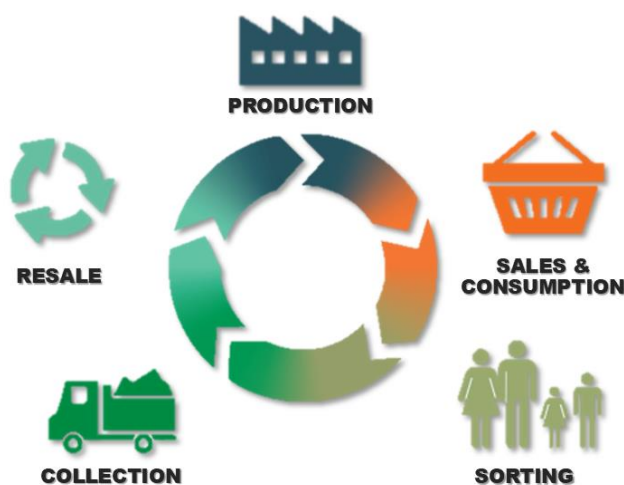 PRODUCTION
SALES &
CONSUMPTION
SORTING
COLLECTION
RESALE